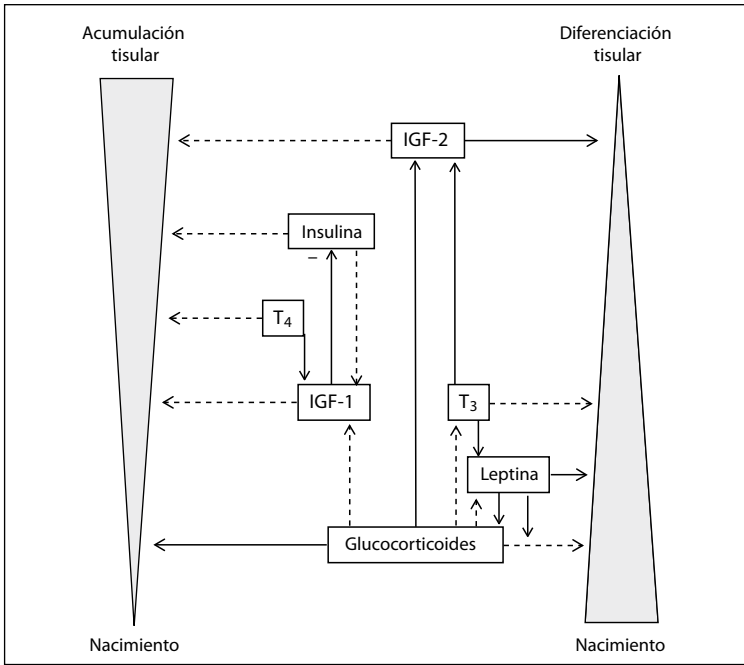 Acumulación
tisular
Diferenciación
tisular
IGF-2
Insulina
–
T₄
IGF-1
T₃
Leptina
Glucocorticoides
Nacimiento
Nacimiento